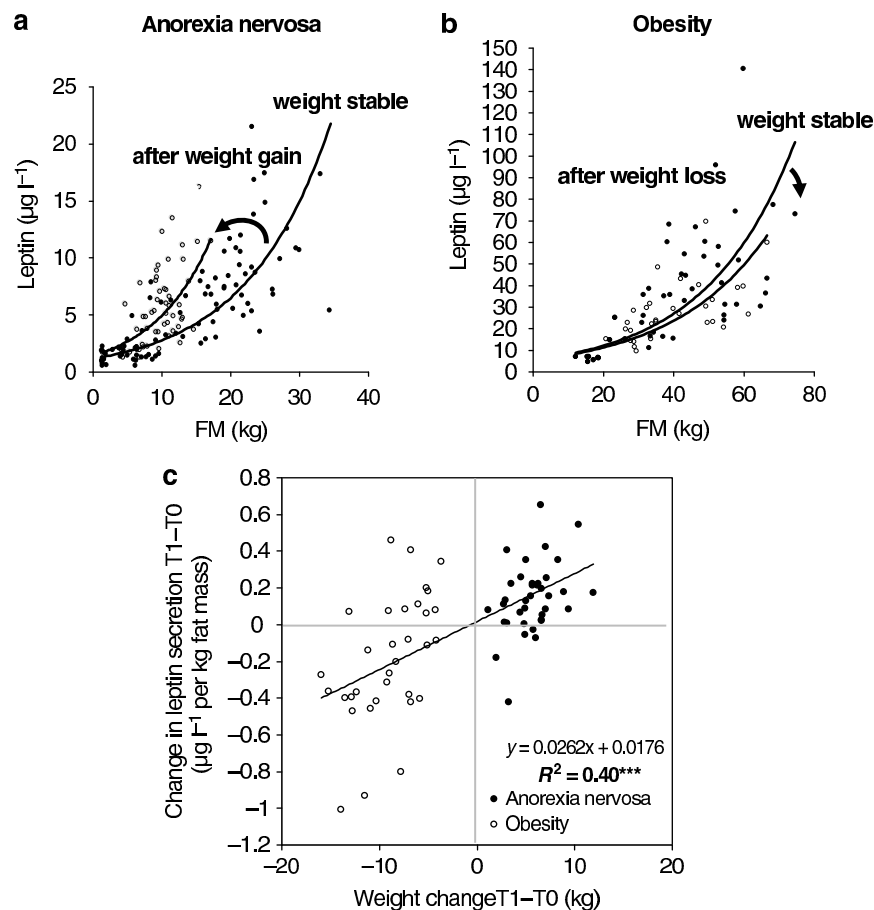 a
Anorexia nervosa
25
20
15
10
5
0
Leptin (µg l⁻¹)
weight stable
after weight gain
0 10 20 30 40
FM (kg)
b
Obesity
150
140
130
120
110
100
90
80
70
60
50
40
30
20
10
0
Leptin (µg l⁻¹)
weight stable
after weight loss
0 20 40 60 80
FM (kg)
c
0.8
0.6
0.4
0.2
0
−0.2
−0.4
−0.6
−0.8
−1
−1.2
Change in leptin secretion T1−T0
(µg l⁻¹ per kg fat mass)
y = 0.0262x + 0.0176
R² = 0.40***
Anorexia nervosa
Obesity
−20 −10 0 10 20
Weight changeT1−T0 (kg)